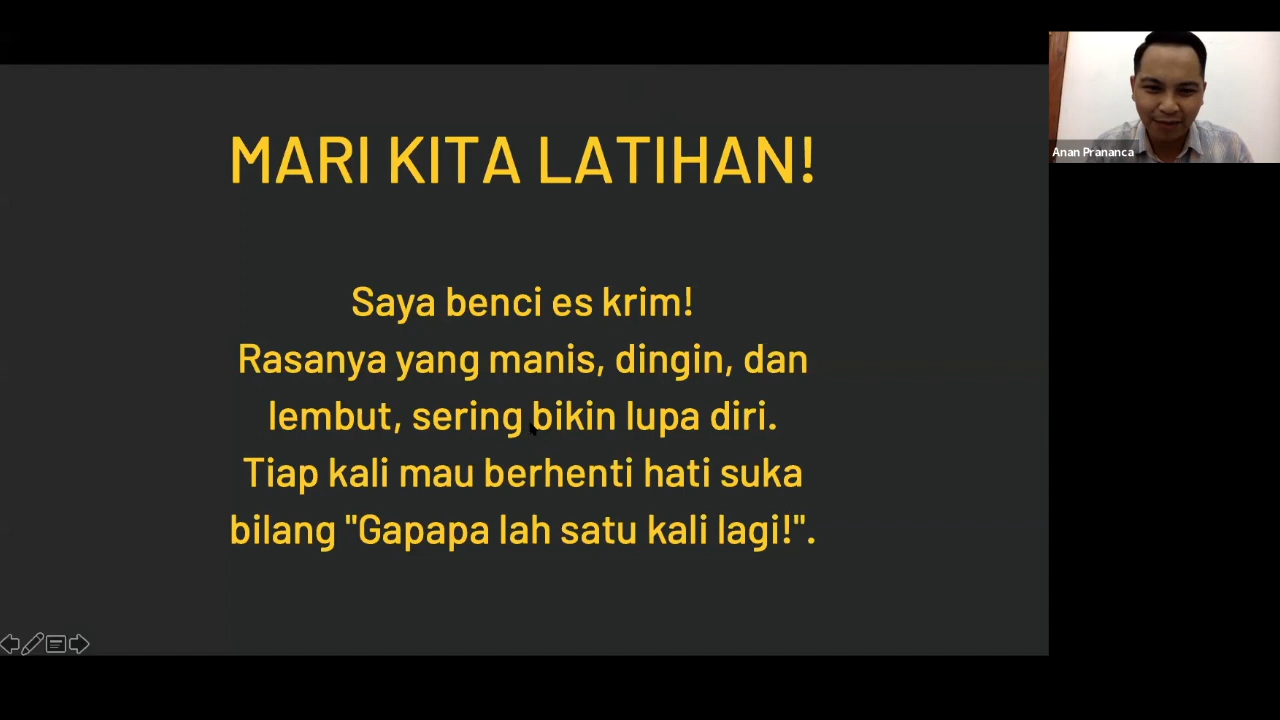 MARI KITA LATIHAN!
Saya benci es krim!
Rasanya yang manis, dingin, dan
lembut, sering bikin lupa diri.
Tiap kali mau berhenti hati suka
bilang "Gapapa lah satu kali lagi!".
Anan Prananca